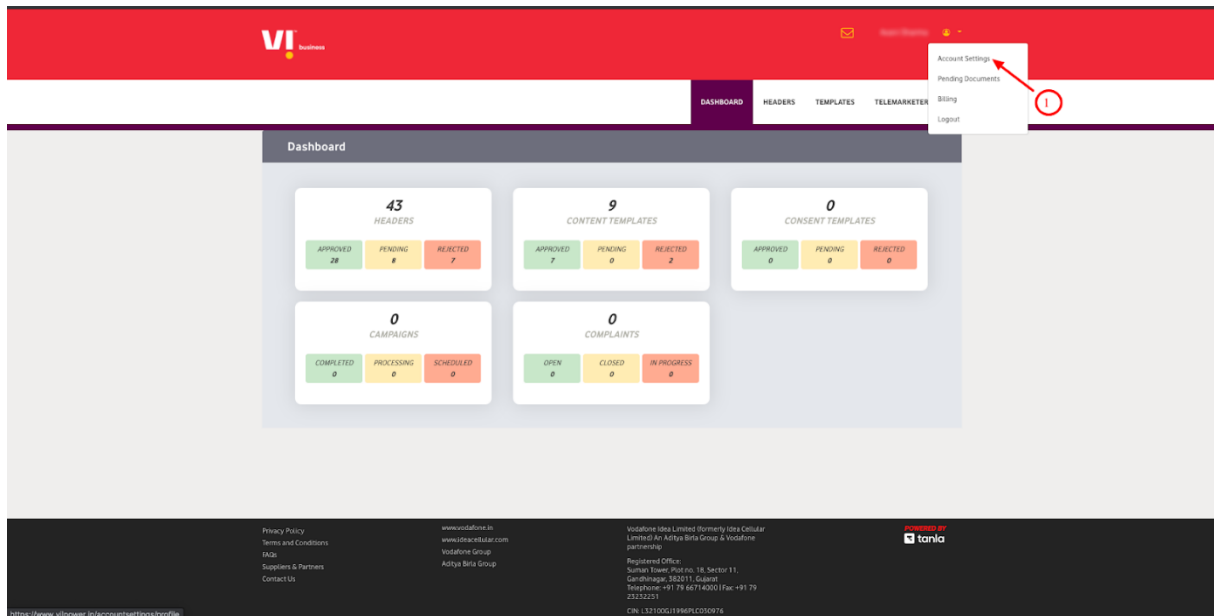 VI
business
Account Settings
Pending Documents
Billing
Logout
1
DASHBOARD HEADERS TEMPLATES TELEMARKETER
Dashboard
43
HEADERS
APPROVED PENDING REJECTED
28 8 7
9
CONTENT TEMPLATES
APPROVED PENDING REJECTED
7 0 2
0
CONSENT TEMPLATES
APPROVED PENDING REJECTED
0 0 0
0
CAMPAIGNS
COMPLETED PROCESSING SCHEDULED
0 0 0
0
COMPLAINTS
OPEN CLOSED IN PROGRESS
0 0 0
Privacy Policy
Terms and Conditions
FAQs
Suppliers & Partners
Contact Us
www.vodafone.in
www.ideacellular.com
Vodafone Group
Aditya Birla Group
Vodafone Idea Limited (formerly Idea Cellular
Limited) An Aditya Birla Group & Vodafone
partnership
Registered Office:
Suman Tower, Plot no. 18, Sector 11,
Gandhinagar, 382011, Gujarat
Telephone: +91 79 66714000 | Fax: +91 79
23232251
CIN: L32100GJ1996PLC030976
POWERED BY
tanla
https://www.vilpower.in/accountsettings/profile